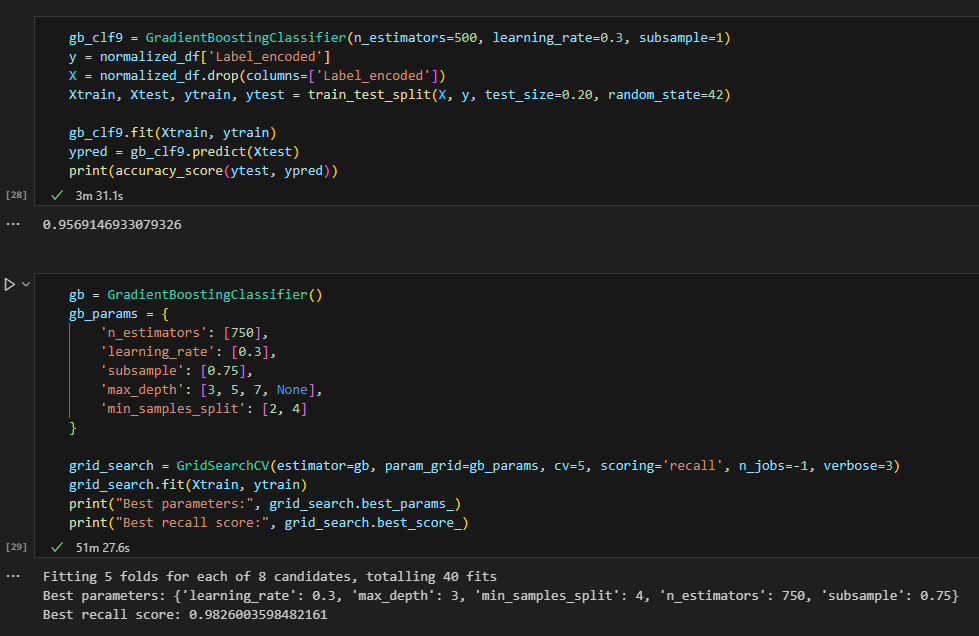 gb_clf9 = GradientBoostingClassifier(n_estimators=500, learning_rate=0.3, subsample=1)
y = normalized_df['Label_encoded']
X = normalized_df.drop(columns=['Label_encoded'])
Xtrain, Xtest, ytrain, ytest = train_test_split(X, y, test_size=0.20, random_state=42)
gb_clf9.fit(Xtrain, ytrain)
ypred = gb_clf9.predict(Xtest)
print(accuracy_score(ytest, ypred))
[28] ✓ 3m 31.1s
... 0.9569146933079326
gb = GradientBoostingClassifier()
gb_params = {
    'n_estimators': [750],
    'learning_rate': [0.3],
    'subsample': [0.75],
    'max_depth': [3, 5, 7, None],
    'min_samples_split': [2, 4]
}
grid_search = GridSearchCV(estimator=gb, param_grid=gb_params, cv=5, scoring='recall', n_jobs=-1, verbose=3)
grid_search.fit(Xtrain, ytrain)
print("Best parameters:", grid_search.best_params_)
print("Best recall score:", grid_search.best_score_)
[29] ✓ 51m 27.6s
... Fitting 5 folds for each of 8 candidates, totalling 40 fits
Best parameters: {'learning_rate': 0.3, 'max_depth': 3, 'min_samples_split': 4, 'n_estimators': 750, 'subsample': 0.75}
Best recall score: 0.9826003598482161